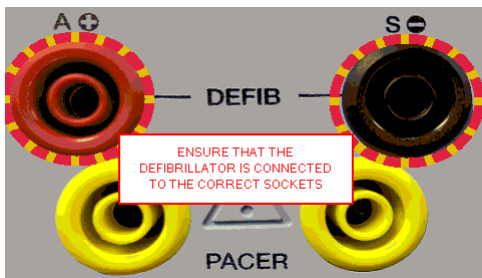 A + S -
DEFIB
ENSURE THAT THE
DEFIBRILLATOR IS CONNECTED
TO THE CORRECT SOCKETS
PACER